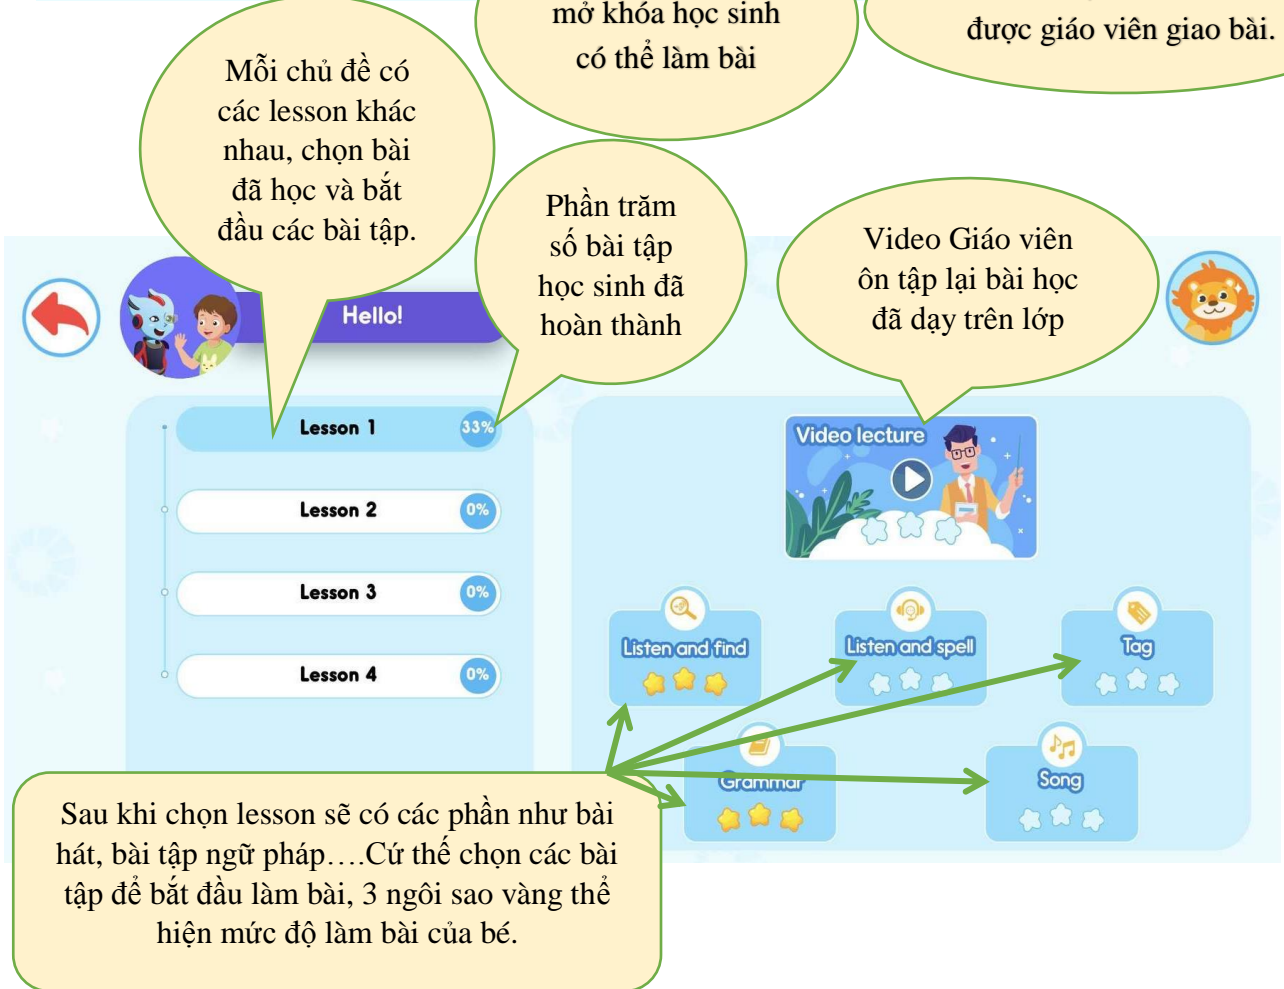 mở khóa học sinh
có thể làm bài
được giáo viên giao bài.
Mỗi chủ đề có
các lesson khác
nhau, chọn bài
đã học và bắt
đầu các bài tập.
Phần trăm
số bài tập
học sinh đã
hoàn thành
Video Giáo viên
ôn tập lại bài học
đã dạy trên lớp
Hello!
Lesson 1
33%
Lesson 2
0%
Lesson 3
0%
Lesson 4
0%
Video lecture
Listen and find
Listen and spell
Tag
Grammar
Song
Sau khi chọn lesson sẽ có các phần như bài
hát, bài tập ngữ pháp….Cứ thế chọn các bài
tập để bắt đầu làm bài, 3 ngôi sao vàng thể
hiện mức độ làm bài của bé.